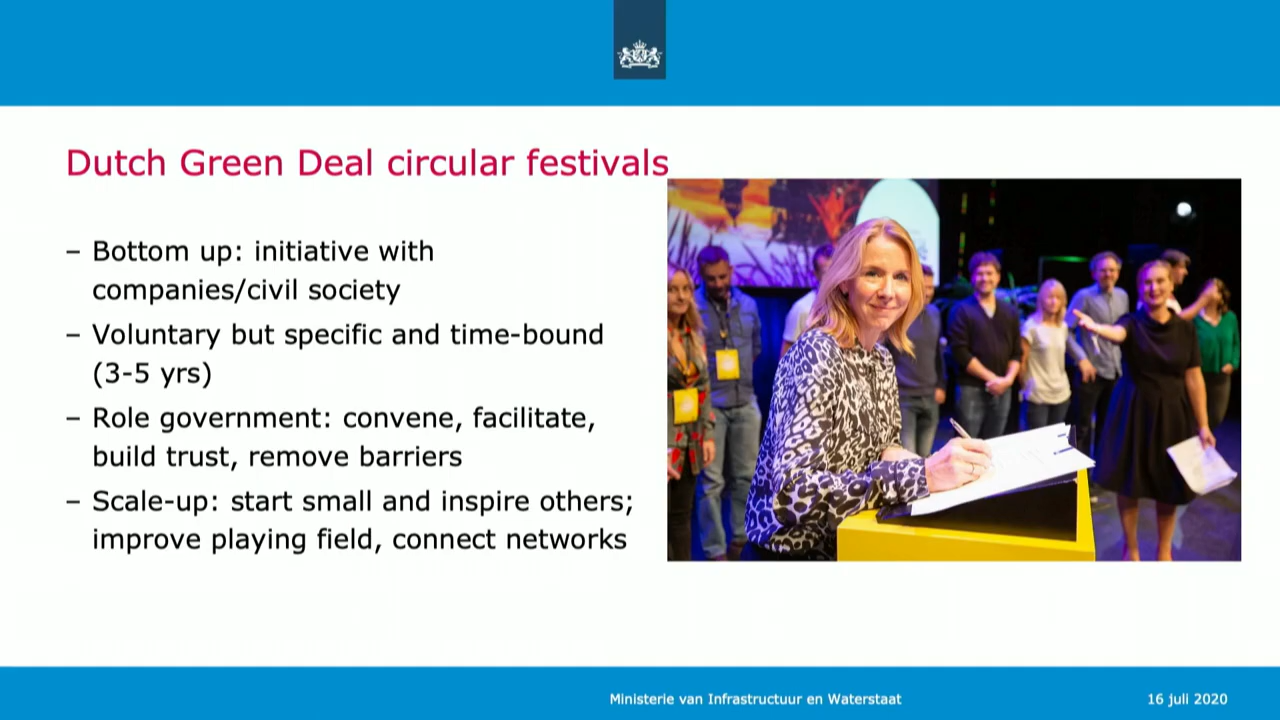 Dutch Green Deal circular festivals
– Bottom up: initiative with
companies/civil society
– Voluntary but specific and time-bound
(3-5 yrs)
– Role government: convene, facilitate,
build trust, remove barriers
– Scale-up: start small and inspire others;
improve playing field, connect networks
Ministerie van Infrastructuur en Waterstaat
16 juli 2020